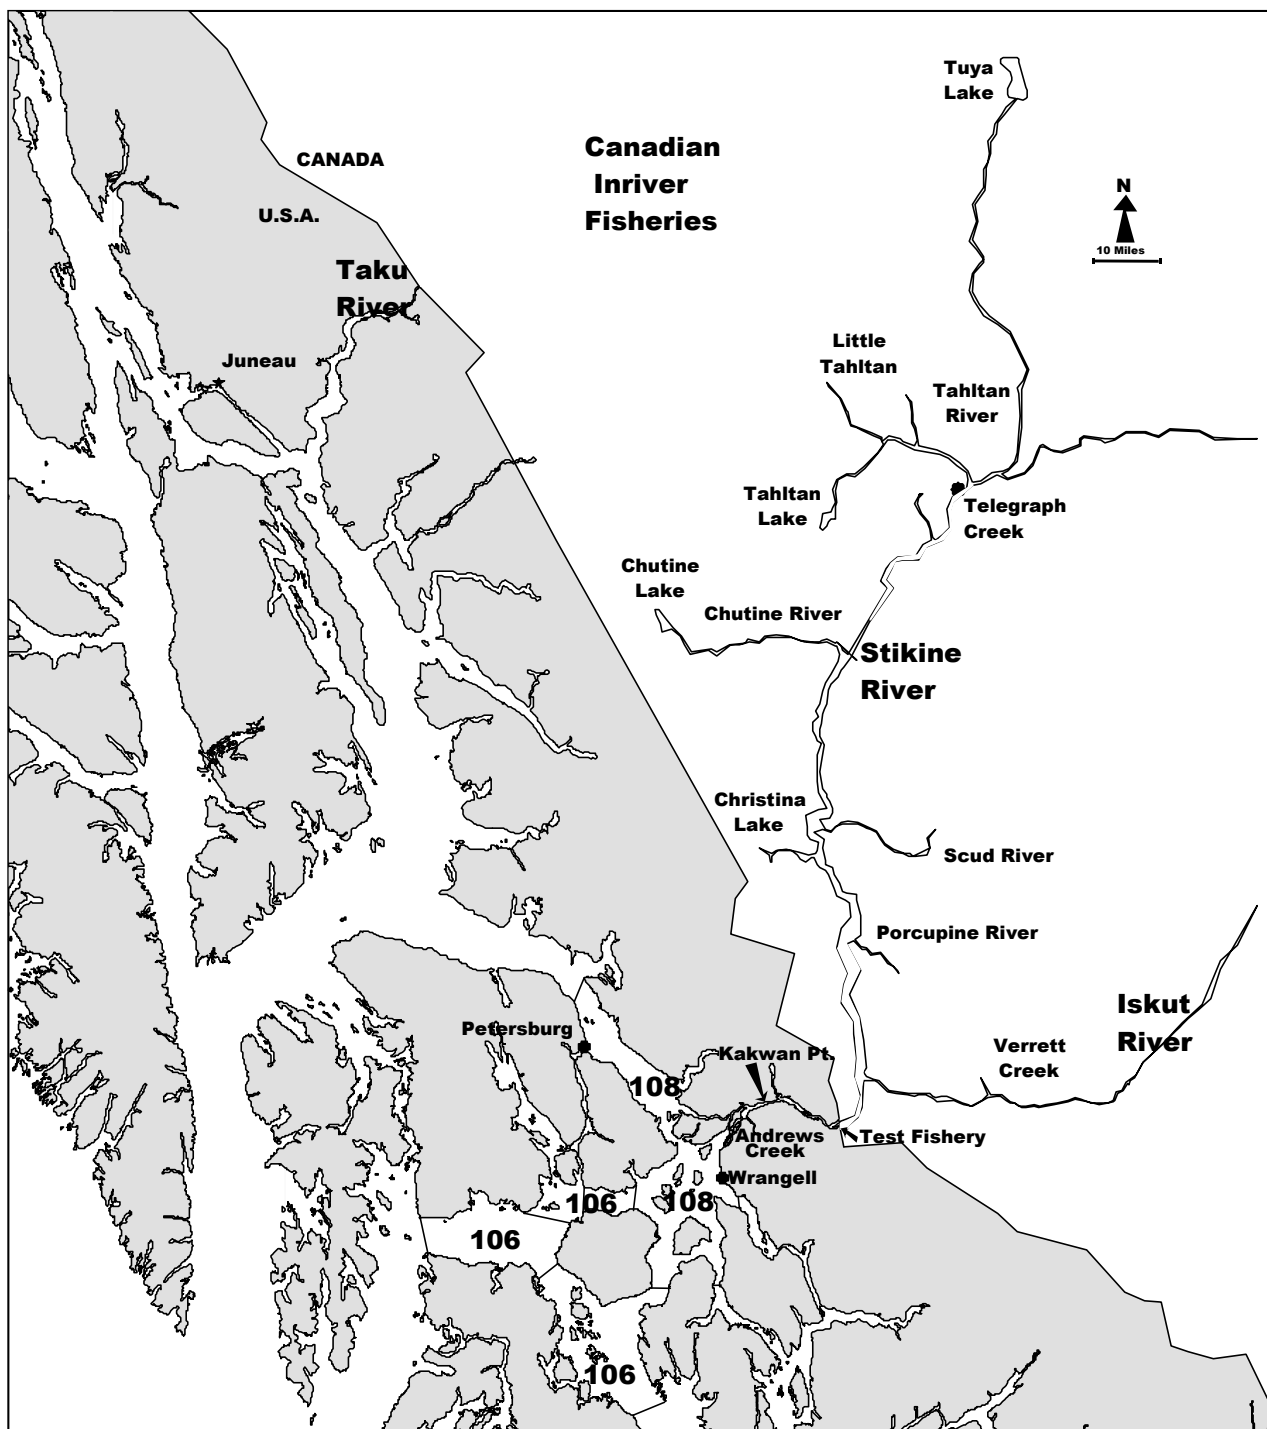 Tuya
Lake
Canadian
Inriver
Fisheries
CANADA
N
10 Miles
U.S.A.
Taku
River
Juneau
Little
Tahltan
Tahltan
River
Tahltan
Lake
Telegraph
Creek
Chutine
Lake
Chutine River
Stikine
River
Christina
Lake
Scud River
Porcupine River
Iskut
River
Petersburg
Verrett
Creek
Kakwan Pt.
108
Andrews
Creek
Test Fishery
Wrangell
106
108
106
106